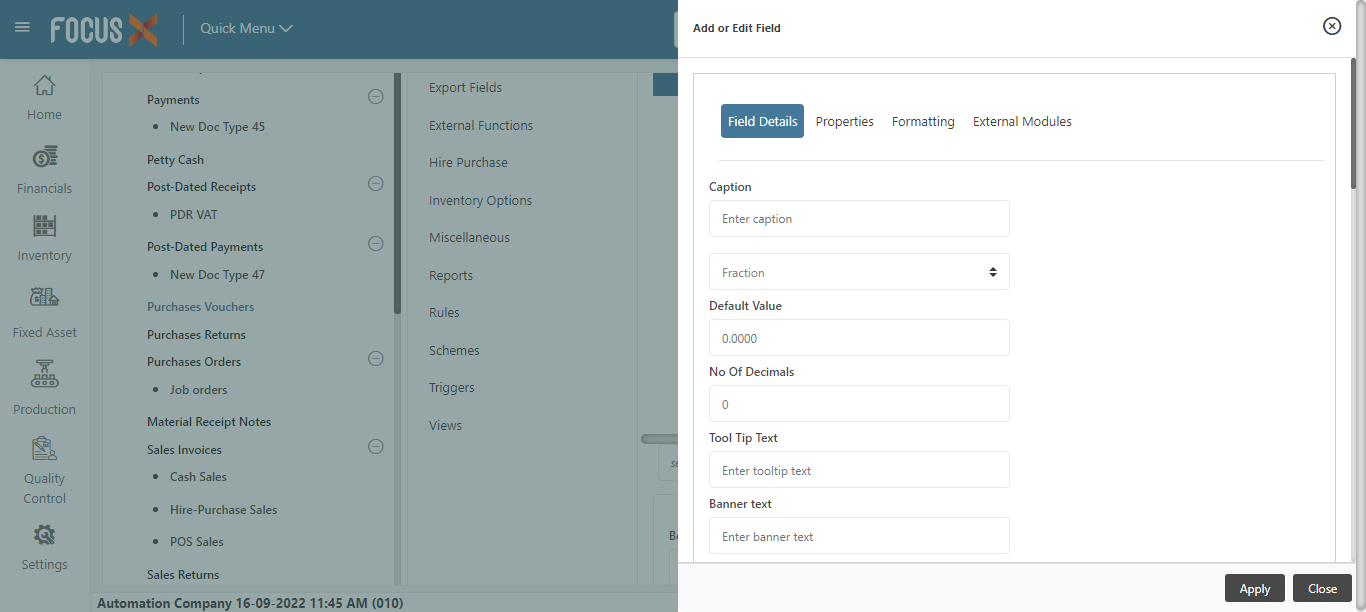 FOCUS X
Quick Menu
Add or Edit Field
Home
Financials
Inventory
Fixed Asset
Production
Quality
Control
Settings
Payments
New Doc Type 45
Petty Cash
Post-Dated Receipts
PDR VAT
Post-Dated Payments
New Doc Type 47
Purchases Vouchers
Purchases Returns
Purchases Orders
Job orders
Material Receipt Notes
Sales Invoices
Cash Sales
Hire-Purchase Sales
POS Sales
Sales Returns
Export Fields
External Functions
Hire Purchase
Inventory Options
Miscellaneous
Reports
Rules
Schemes
Triggers
Views
Field Details Properties Formatting External Modules
Caption
Enter caption
Fraction
Default Value
0.0000
No Of Decimals
0
Tool Tip Text
Enter tooltip text
Banner text
Enter banner text
Apply Close
Automation Company 16-09-2022 11:45 AM (010)